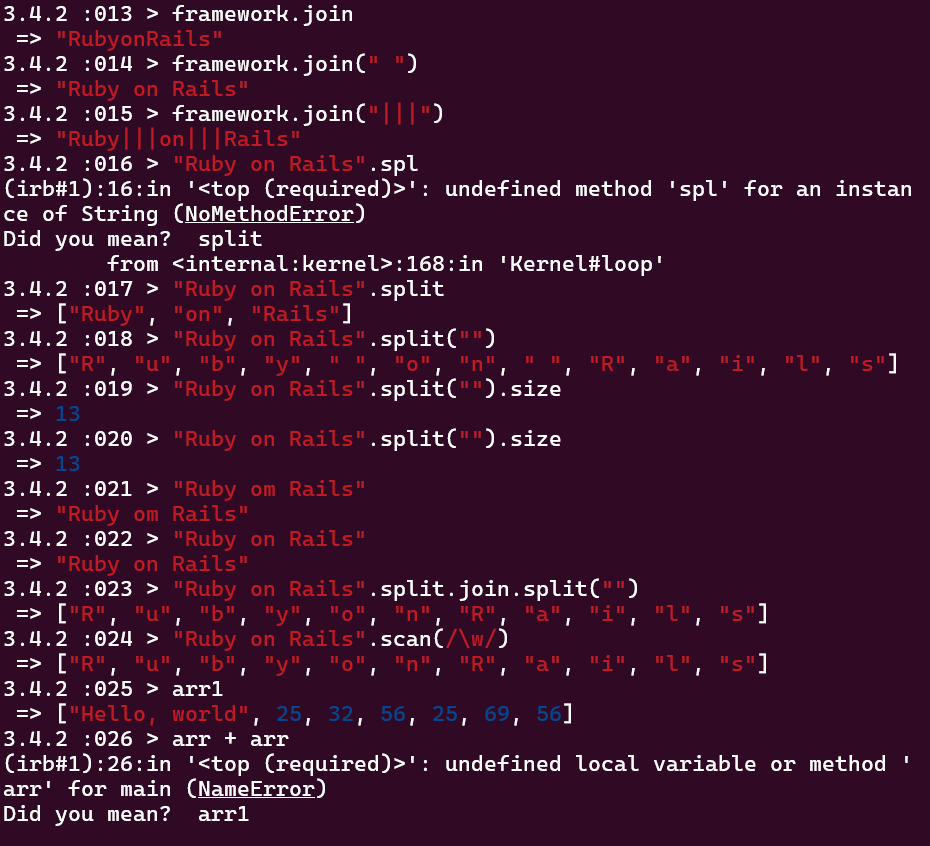 3.4.2 :013 > framework.join
 => "RubyonRails"
3.4.2 :014 > framework.join(" ")
 => "Ruby on Rails"
3.4.2 :015 > framework.join("|||")
 => "Ruby|||on|||Rails"
3.4.2 :016 > "Ruby on Rails".spl
(irb#1):16:in '<top (required)>': undefined method 'spl' for an instan
ce of String (NoMethodError)
Did you mean?  split
        from <internal:kernel>:168:in 'Kernel#loop'
3.4.2 :017 > "Ruby on Rails".split
 => ["Ruby", "on", "Rails"]
3.4.2 :018 > "Ruby on Rails".split("")
 => ["R", "u", "b", "y", " ", "o", "n", " ", "R", "a", "i", "l", "s"]
3.4.2 :019 > "Ruby on Rails".split("").size
 => 13
3.4.2 :020 > "Ruby on Rails".split("").size
 => 13
3.4.2 :021 > "Ruby om Rails"
 => "Ruby om Rails"
3.4.2 :022 > "Ruby on Rails"
 => "Ruby on Rails"
3.4.2 :023 > "Ruby on Rails".split.join.split("")
 => ["R", "u", "b", "y", "o", "n", "R", "a", "i", "l", "s"]
3.4.2 :024 > "Ruby on Rails".scan(/\w/)
 => ["R", "u", "b", "y", "o", "n", "R", "a", "i", "l", "s"]
3.4.2 :025 > arr1
 => ["Hello, world", 25, 32, 56, 25, 69, 56]
3.4.2 :026 > arr + arr
(irb#1):26:in '<top (required)>': undefined local variable or method '
arr' for main (NameError)
Did you mean?  arr1